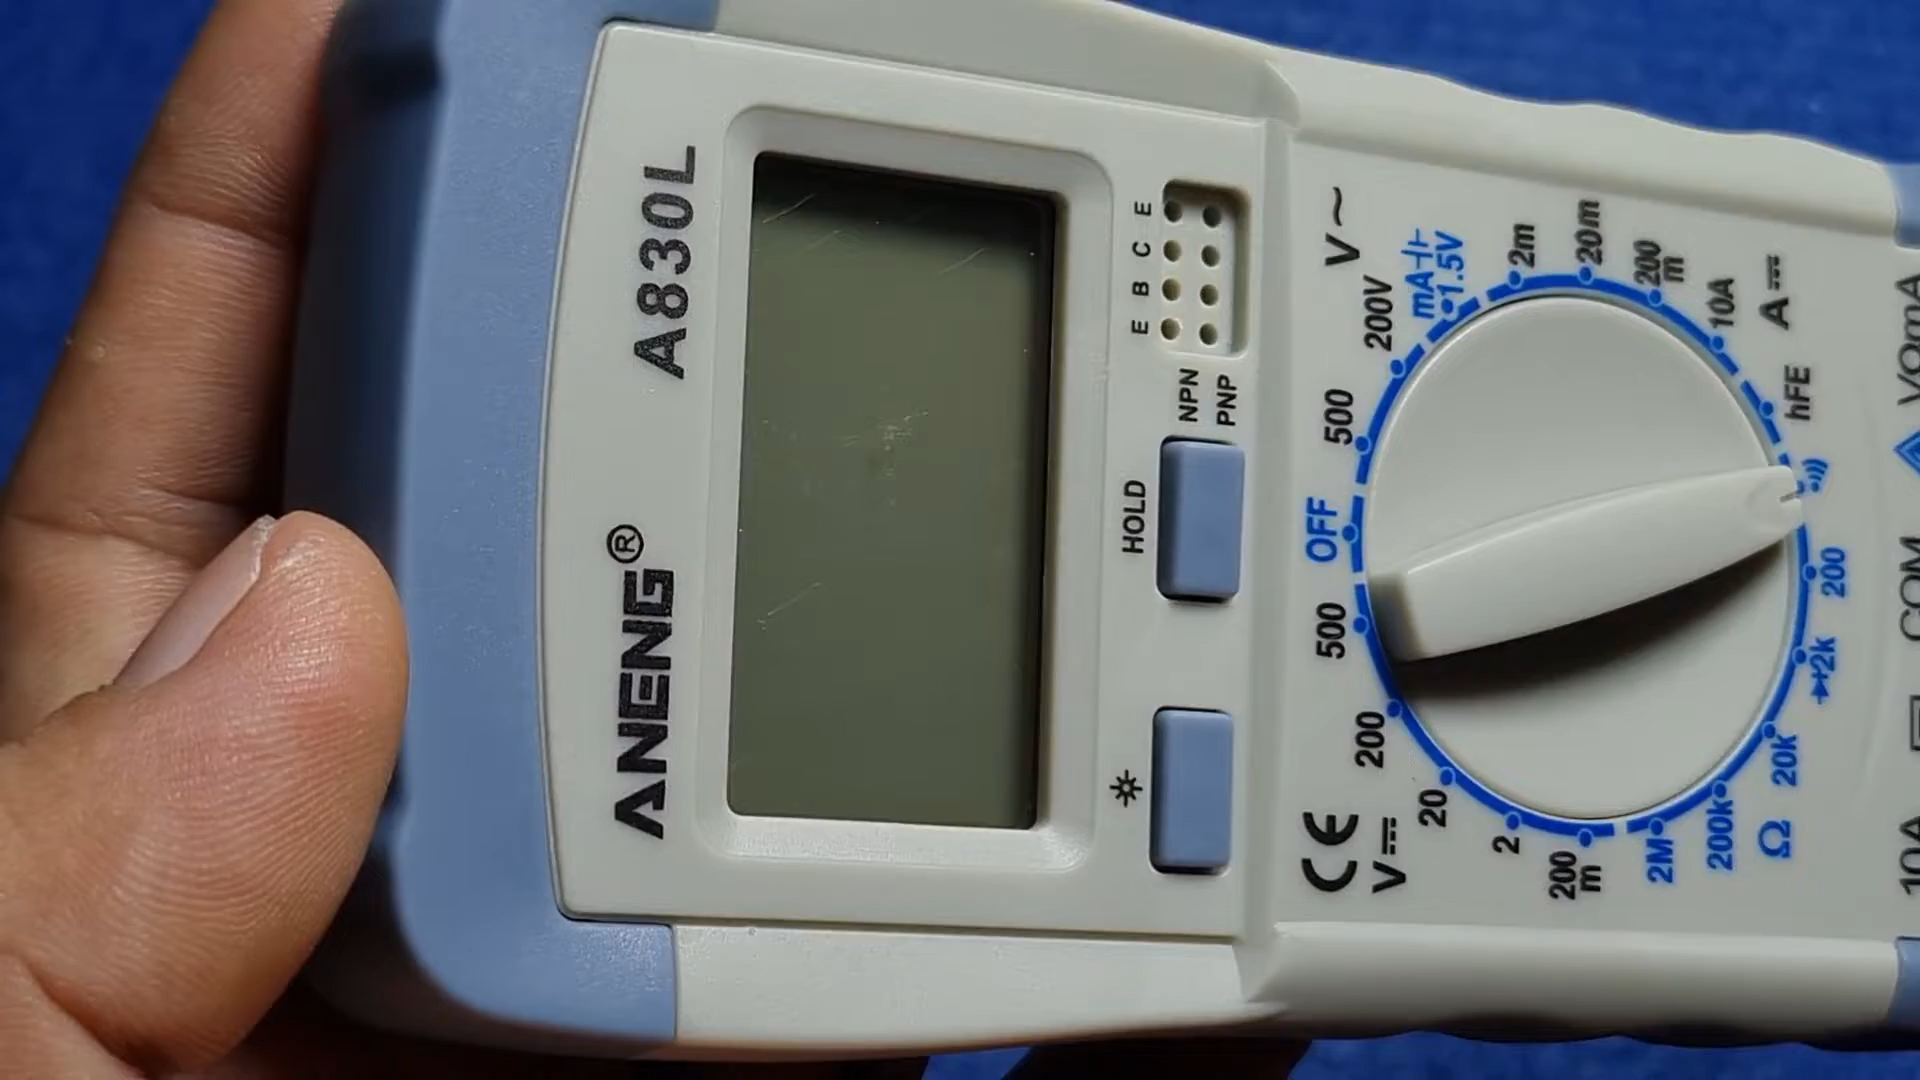 ANENG® A830L
HOLD
E B C E
NPN
PNP
CE
V⎓
V~
OFF
500
200V
mA
1.5V
2m
20m
200
m
10A
A⎓
hFE
200
2k
20k
200k
2M
Ω
200
m
2
20
200
500
10A
COM
VΩmA